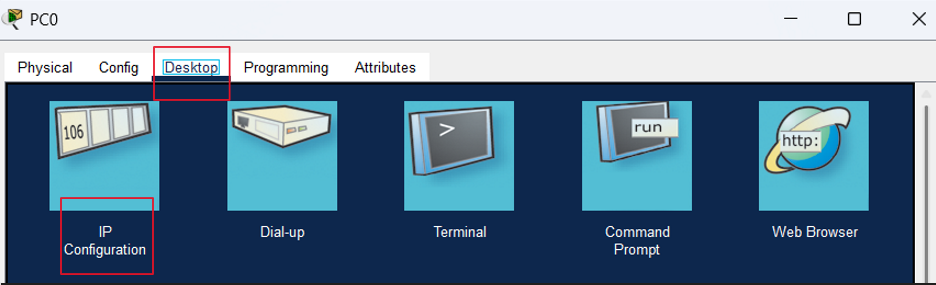 PC0
Physical Config Desktop Programming Attributes
106
>
run
http:
IP
Configuration
Dial-up
Terminal
Command
Prompt
Web Browser